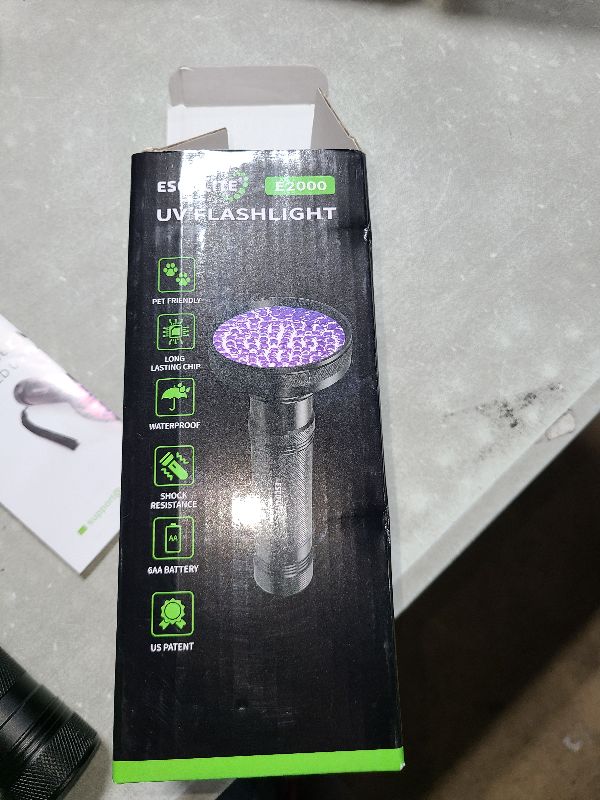 E2000
UV FLASHLIGHT
PET FRIENDLY
LONG
LASTING CHIP
WATERPROOF
SHOCK
RESISTANCE
AA
6AA BATTERY
US PATENT